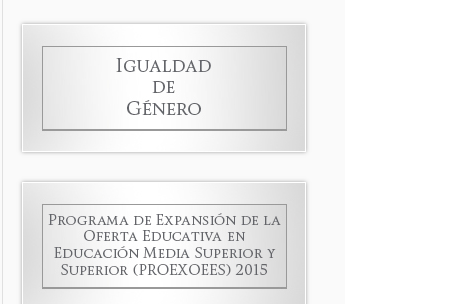 Igualdad
de
Género
Programa de Expansión de la
Oferta Educativa en
Educación Media Superior y
Superior (PROEXOEES) 2015